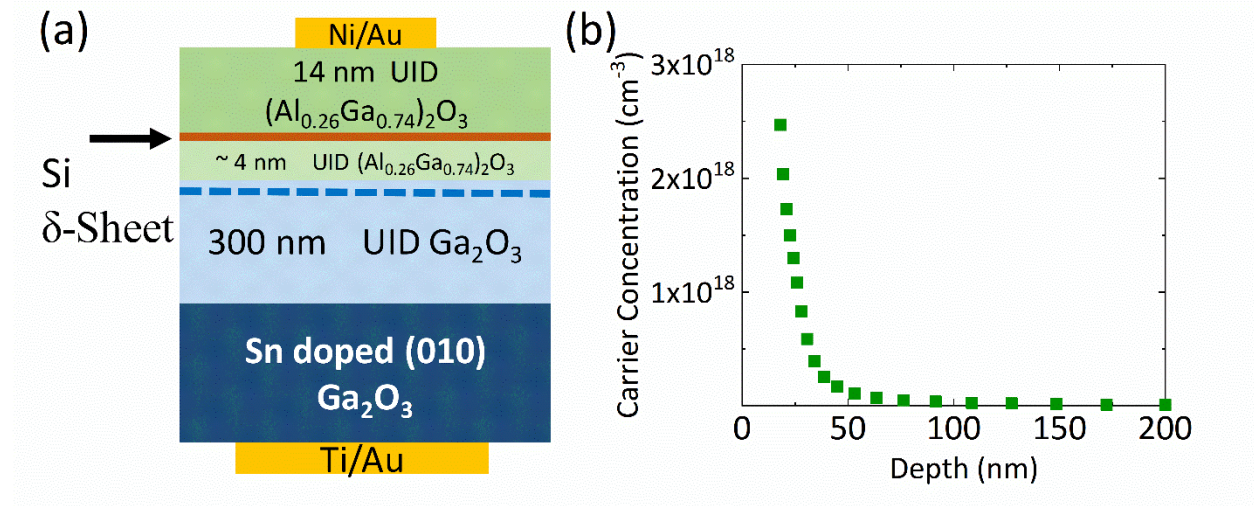 (a)
Ni/Au
14 nm UID
(Al0.26Ga0.74)2O3
~ 4 nm UID (Al0.26Ga0.74)2O3
Si
δ-Sheet
300 nm UID Ga2O3
Sn doped (010)
Ga2O3
Ti/Au
(b)
Carrier Concentration (cm-3)
3x10^18
2x10^18
1x10^18
0
50
100
150
200
Depth (nm)